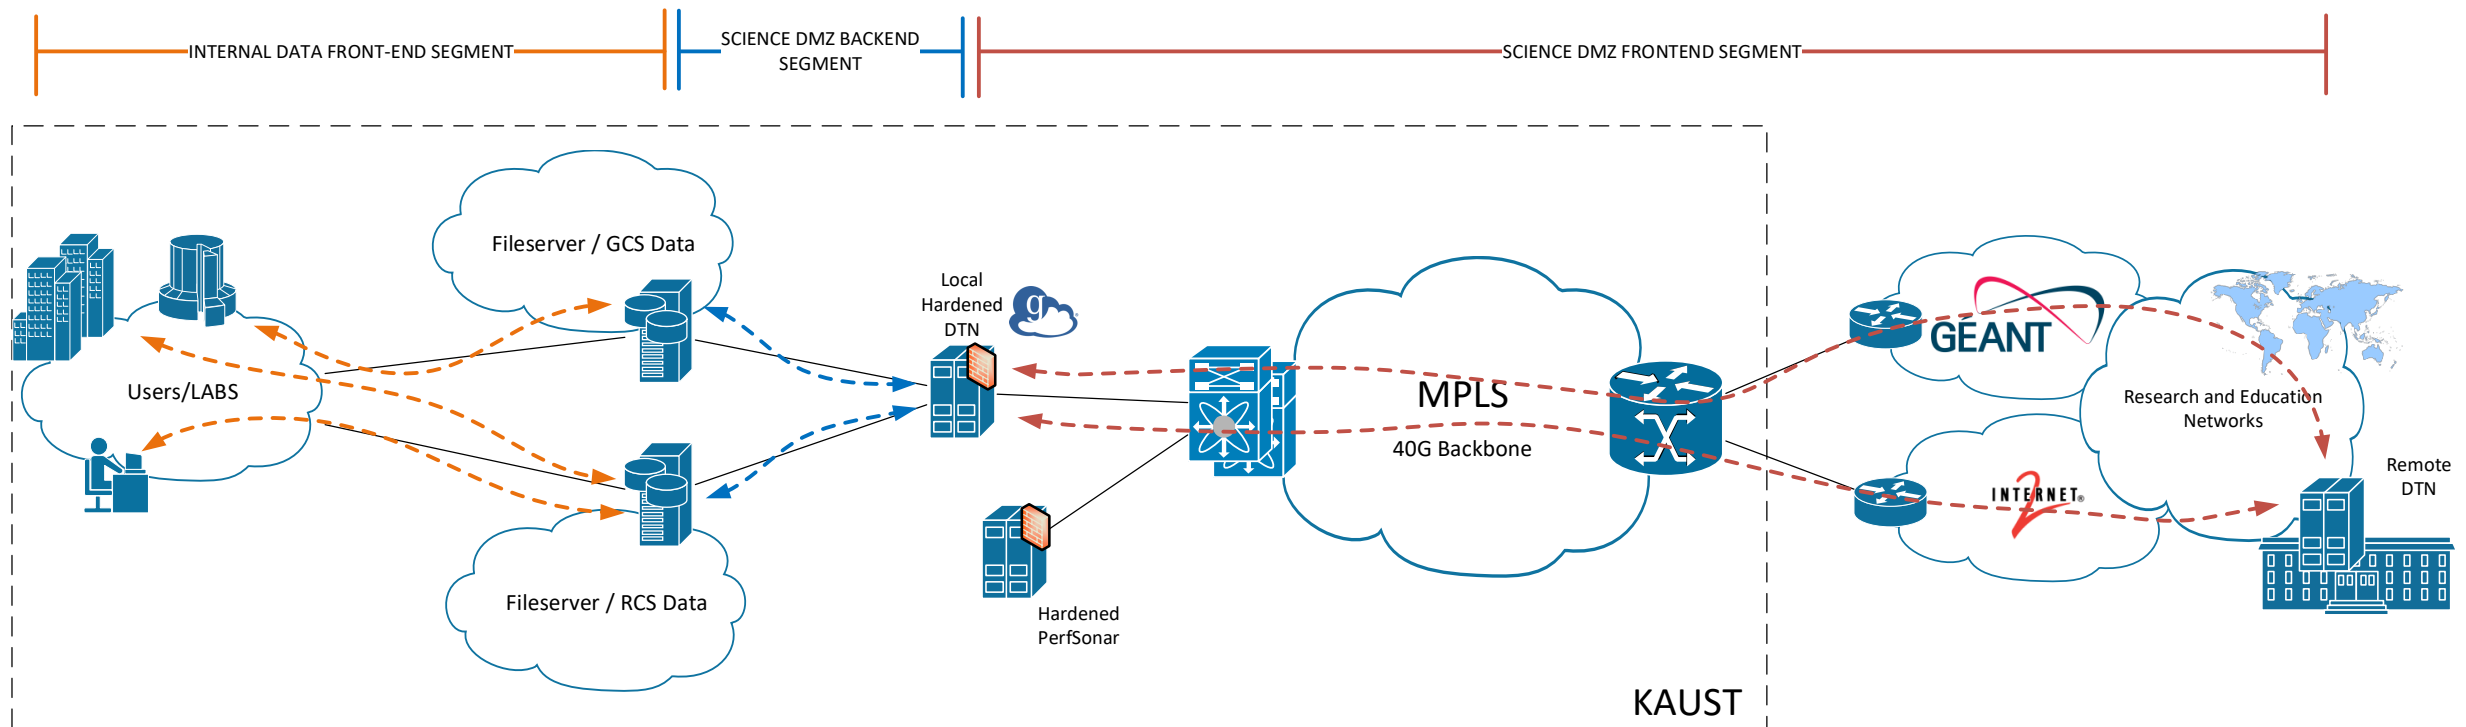 INTERNAL DATA FRONT-END SEGMENT
SCIENCE DMZ BACKEND
SEGMENT
SCIENCE DMZ FRONTEND SEGMENT
Fileserver / GCS Data
Users/LABS
Local
Hardened
DTN
g
MPLS
40G Backbone
GEANT
Research and Education
Networks
INTERNET®
2
Remote
DTN
Fileserver / RCS Data
Hardened
PerfSonar
KAUST